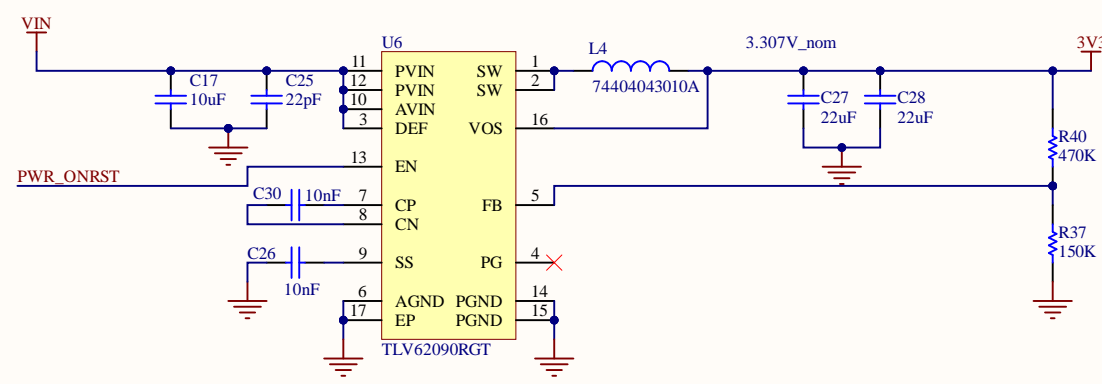 VIN
U6
L4
3.307V_nom
C17
10uF
C25
22pF
11 PVIN SW 1
12 PVIN SW 2
10 AVIN
3 DEF VOS 16
74404043010A
C27
22uF
C28
22uF
R40
470K
13 EN
PWR_ONRST
C30 10nF
7 CP FB 5
8 CN
R37
150K
C26
10nF
9 SS PG 4
6 AGND PGND 14
17 EP PGND 15
TLV62090RGT